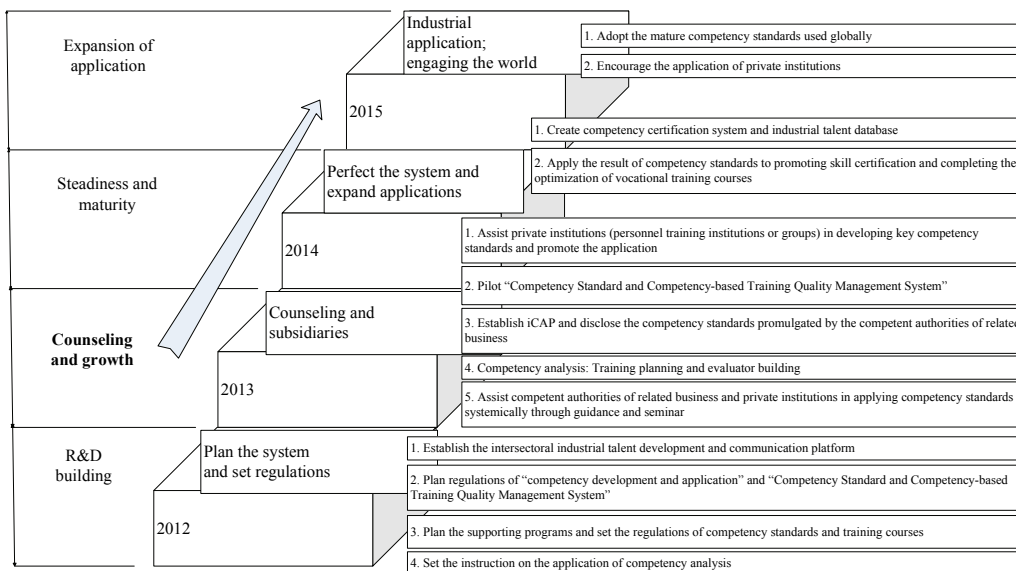 Expansion of
application
Industrial
application;
engaging the world
2015
1. Adopt the mature competency standards used globally
2. Encourage the application of private institutions
Steadiness and
maturity
Perfect the system and
expand applications
2014
1. Create competency certification system and industrial talent database
2. Apply the result of competency standards to promoting skill certification and completing the
optimization of vocational training courses
Counseling
and growth
Counseling and
subsidiaries
2013
1. Assist private institutions (personnel training institutions or groups) in developing key competency
standards and promote the application
2. Pilot “Competency Standard and Competency-based Training Quality Management System”
3. Establish iCAP and disclose the competency standards promulgated by the competent authorities of related
business
4. Competency analysis: Training planning and evaluator building
5. Assist competent authorities of related business and private institutions in applying competency standards
systemically through guidance and seminar
R&D
building
Plan the system
and set regulations
2012
1. Establish the intersectoral industrial talent development and communication platform
2. Plan regulations of “competency development and application” and “Competency Standard and Competency-based
Training Quality Management System”
3. Plan the supporting programs and set the regulations of competency standards and training courses
4. Set the instruction on the application of competency analysis